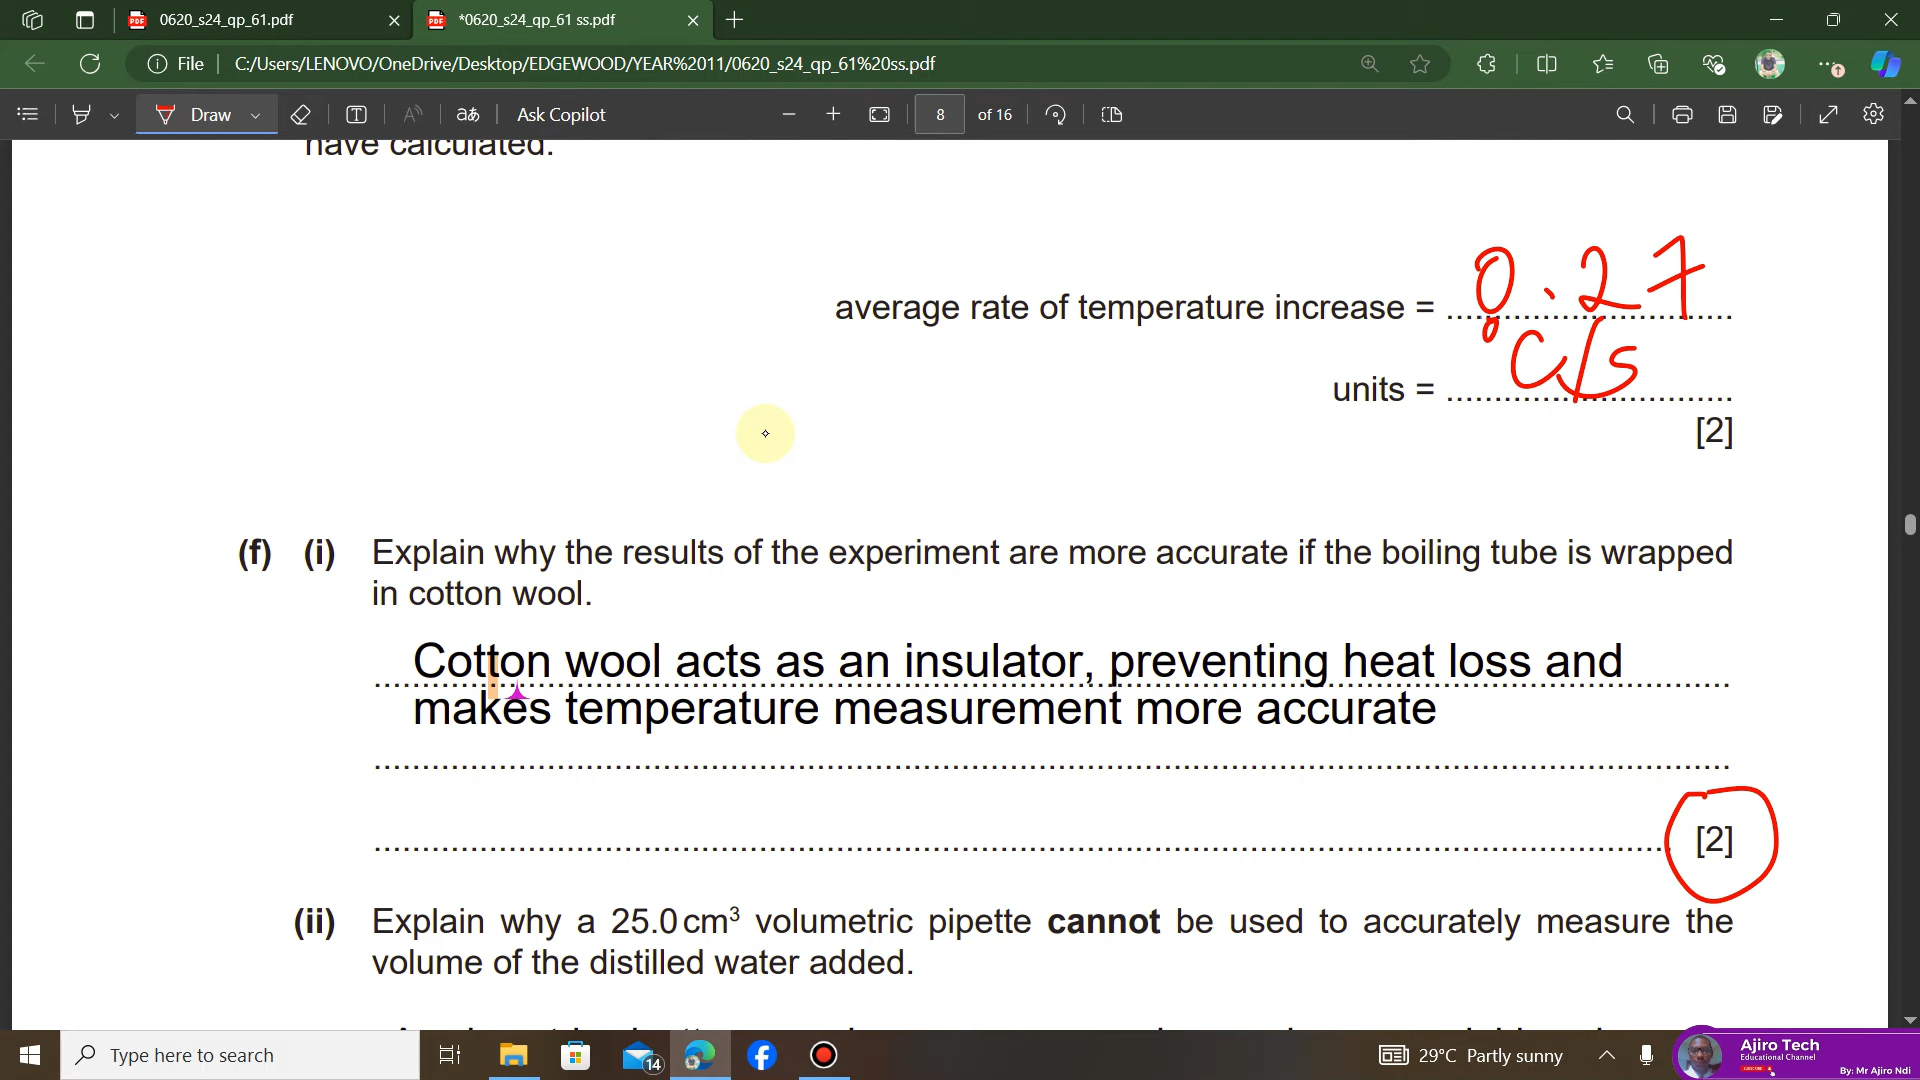 0620_s24_qp_61.pdf
*0620_s24_qp_61 ss.pdf
File
C:/Users/LENOVO/OneDrive/Desktop/EDGEWOOD/YEAR%2011/0620_s24_qp_61%20ss.pdf
Draw
aあ
Ask Copilot
8 of 16
have calculated.
average rate of temperature increase = 0.27
units = °C/s
[2]
(f) (i) Explain why the results of the experiment are more accurate if the boiling tube is wrapped
in cotton wool.
Cotton wool acts as an insulator, preventing heat loss and
makes temperature measurement more accurate
[2]
(ii) Explain why a 25.0 cm³ volumetric pipette cannot be used to accurately measure the
volume of the distilled water added.
Type here to search
14
29°C Partly sunny
Ajiro Tech
Educational Channel
SUBSCRIBE
By: Mr Ajiro Ndi